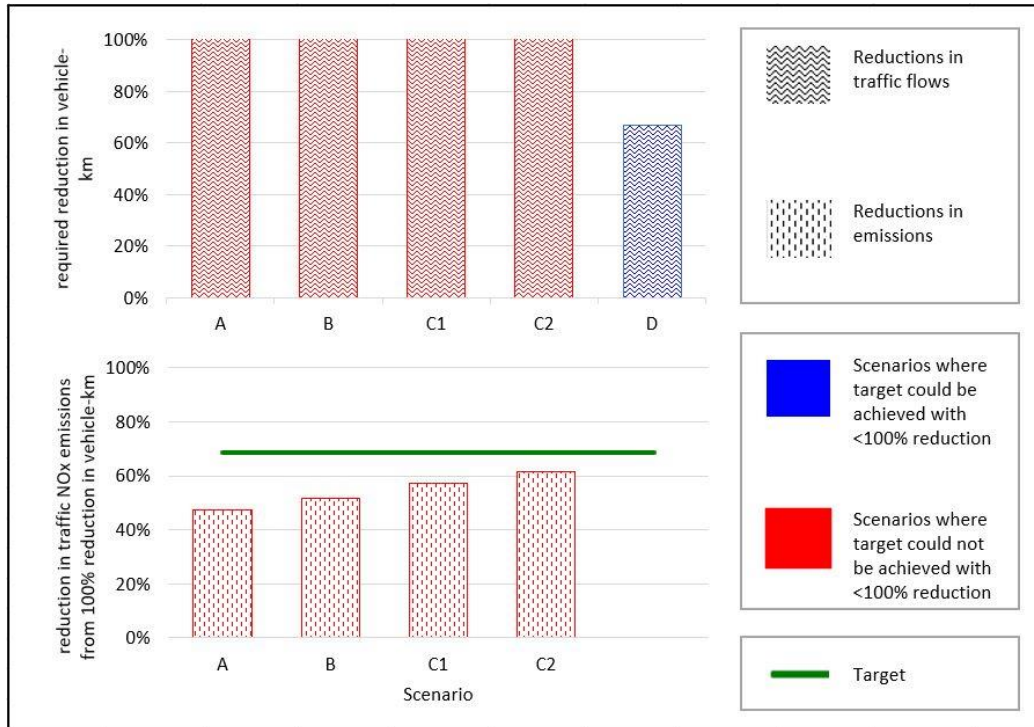 required reduction in vehicle-
km
100%
80%
60%
40%
20%
0%
A B C1 C2 D
reduction in traffic NOx emissions
from 100% reduction in vehicle-km
100%
80%
60%
40%
20%
0%
A B C1 C2
Scenario
Reductions in
traffic flows
Reductions in
emissions
Scenarios where
target could be
achieved with
<100% reduction
Scenarios where
target could not
be achieved with
<100% reduction
Target